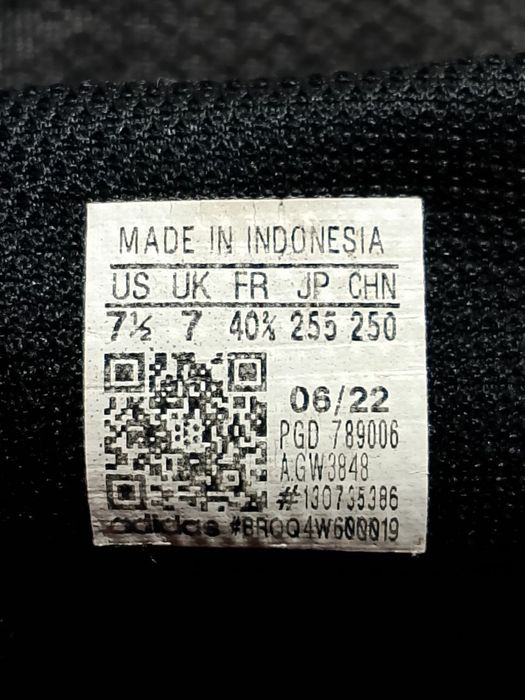 MADE IN INDONESIA
US UK FR JP CHN
7½ 7 40⅔ 255 250
06/22
PGD 789006
A.GW3848
#130735386
adidas #BRQQ4W600019